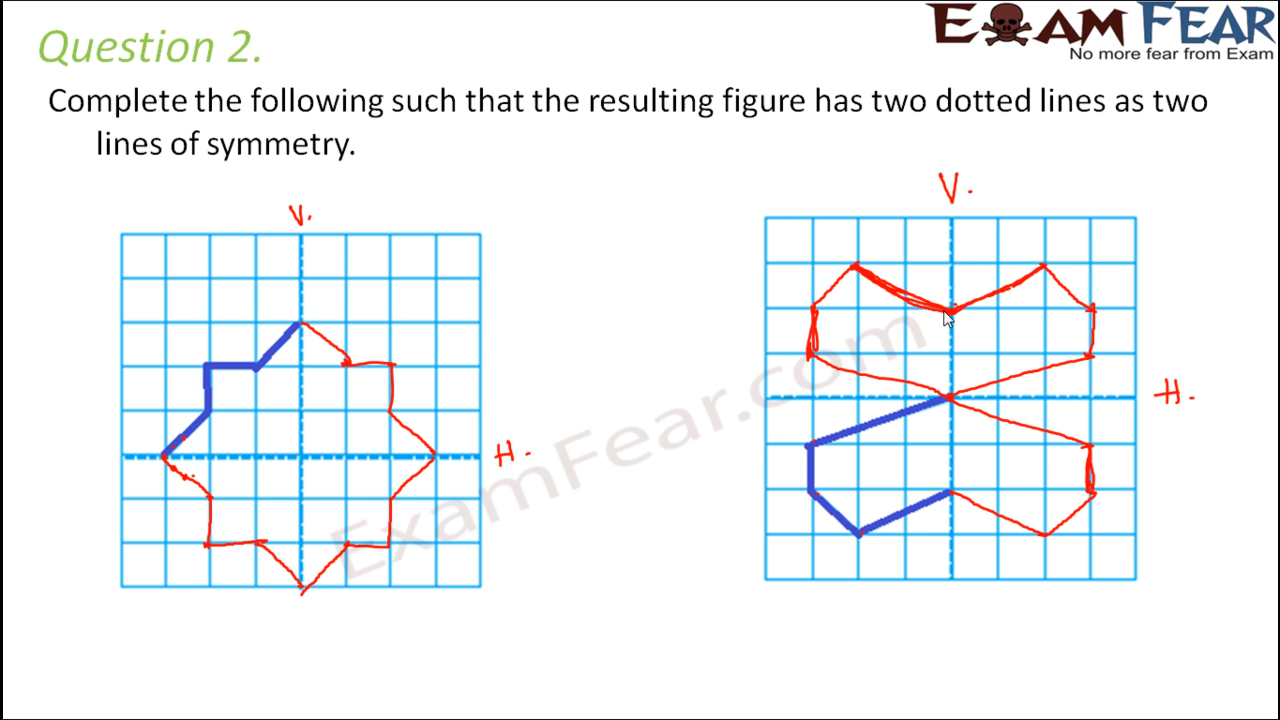 Question 2.
EXAM FEAR
No more fear from Exam
Complete the following such that the resulting figure has two dotted lines as two
lines of symmetry.
V.
V.
H.
H.
ExamFear.com